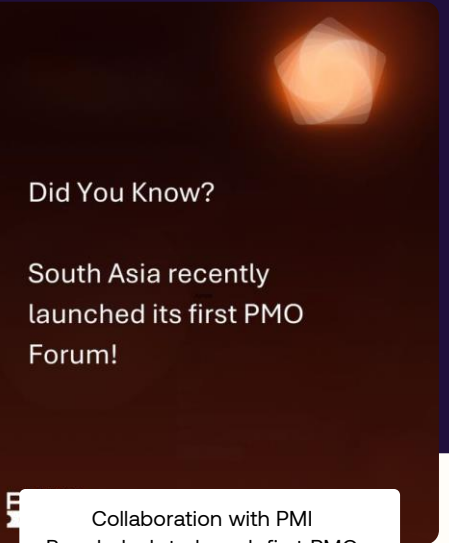 Did You Know?
South Asia recently
launched its first PMO
Forum!
Collaboration with PMI